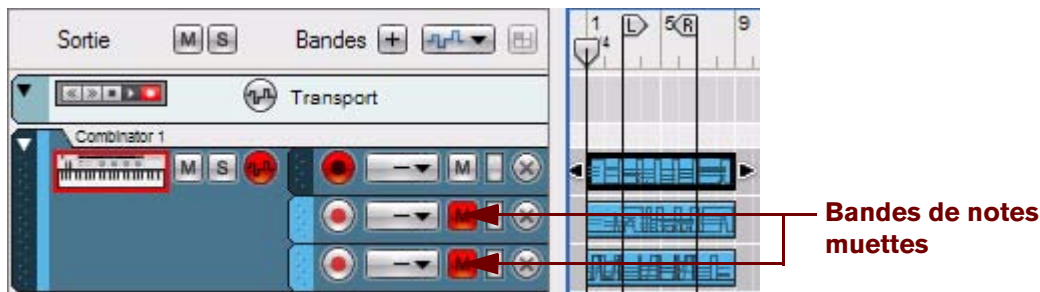 Sortie M S Bandes + 1 /4 L 5 R 9
Transport
Combinator 1
M S M
M
M
Bandes de notes
muettes